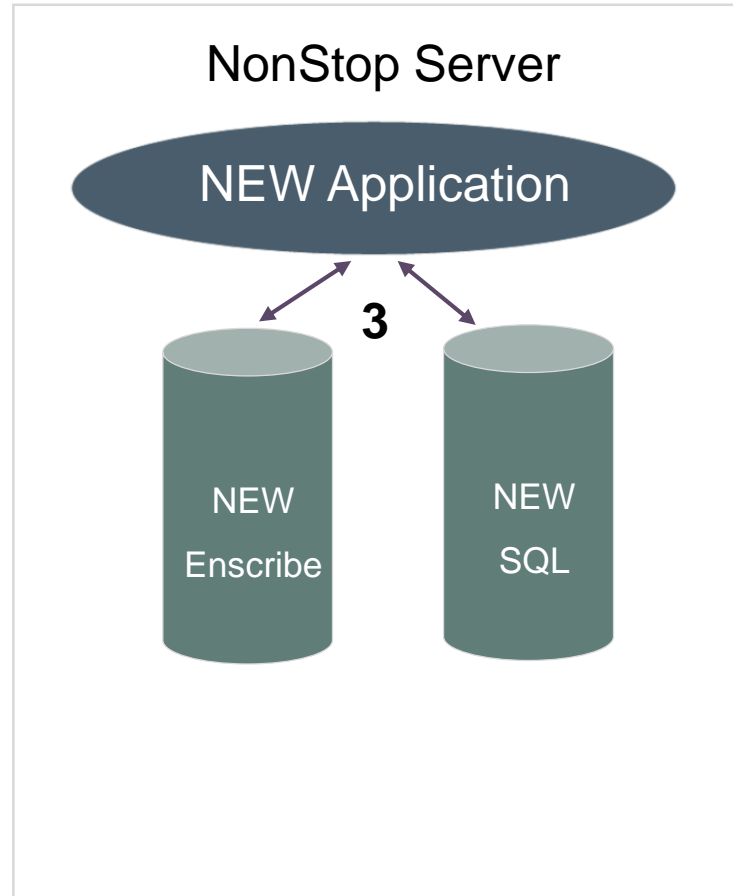 NonStop Server
NEW Application
3
NEW
Enscribe
NEW
SQL